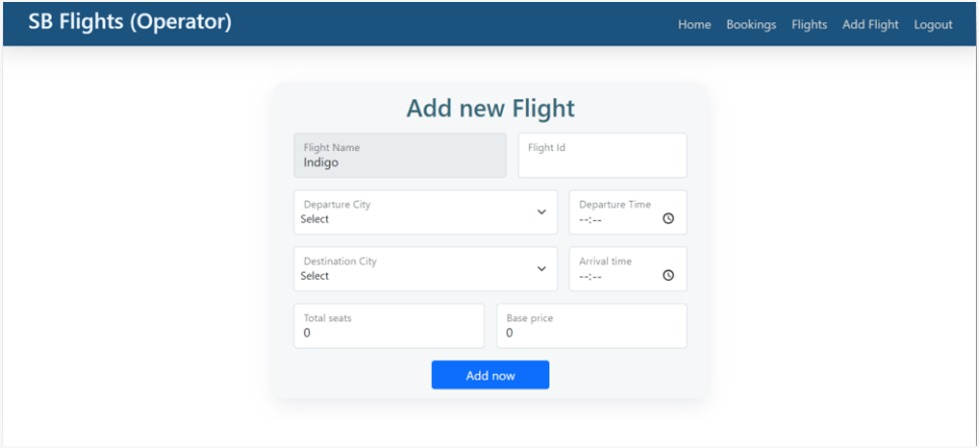 SB Flights (Operator)
Home Bookings Flights Add Flight Logout
Add new Flight
Flight Name
Indigo
Flight Id
Departure City
Select
Departure Time
--:--
Destination City
Select
Arrival time
--:--
Total seats
0
Base price
0
Add now